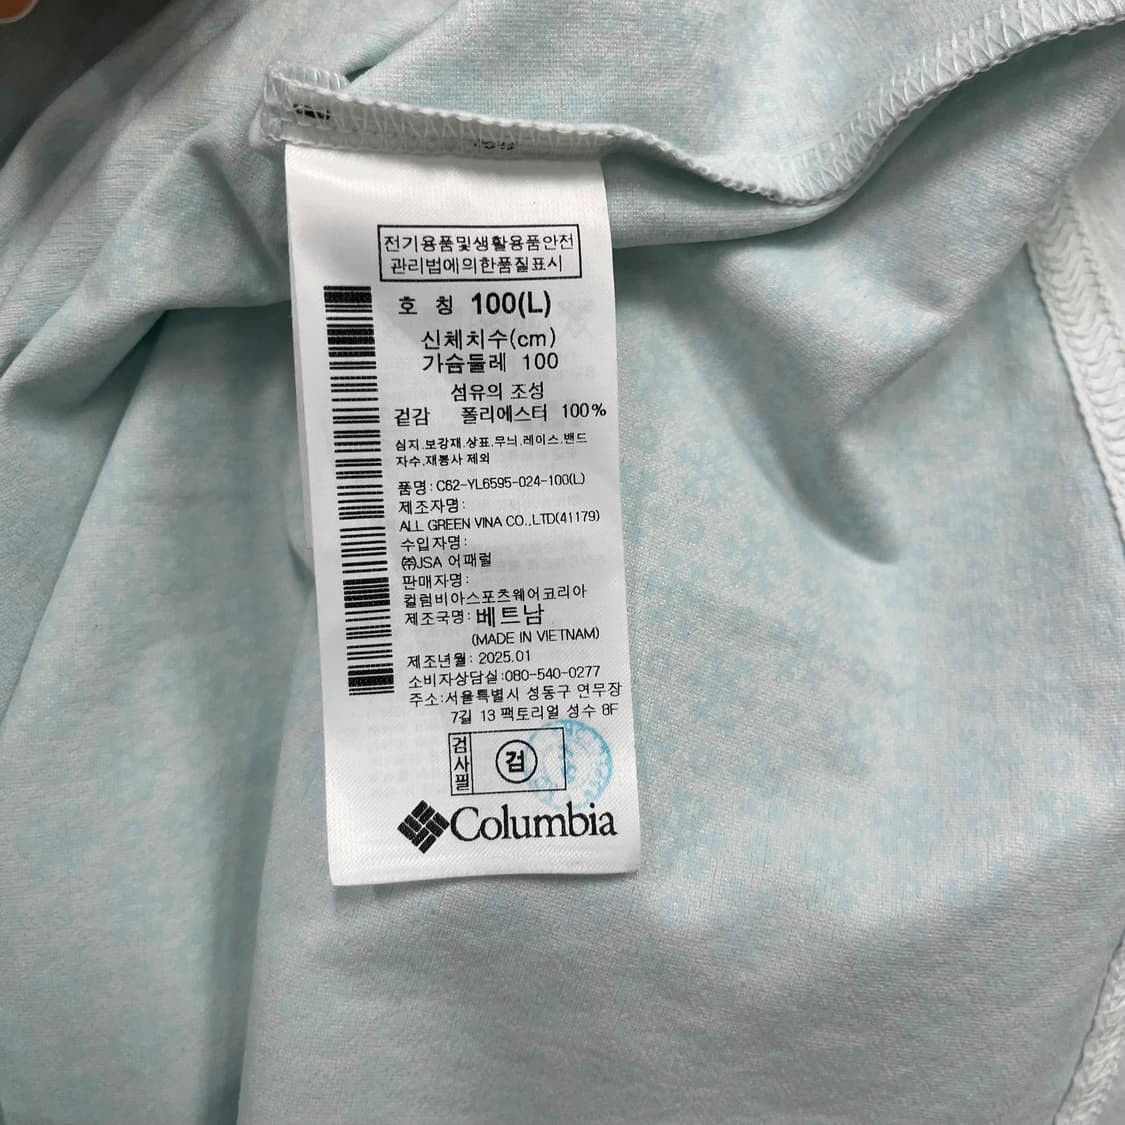 전기용품및생활용품안전
관리법에의한품질표시
호 칭 100(L)
신체치수(cm)
가슴둘레 100
섬유의 조성
겉감 폴리에스터 100%
심지.보강재.상표.무늬.레이스.밴드
자수.재봉사 제외
품명: C62-YL6595-024-100(L)
제조자명:
ALL GREEN VINA CO.,LTD(41179)
수입자명:
㈜JSA 어패럴
판매자명:
컬럼비아스포츠웨어코리아
제조국명: 베트남
(MADE IN VIETNAM)
제조년월: 2025.01
소비자상담실:080-540-0277
주소:서울특별시 성동구 연무장
7길 13 팩토리얼 성수 8F
검사필 검
Columbia